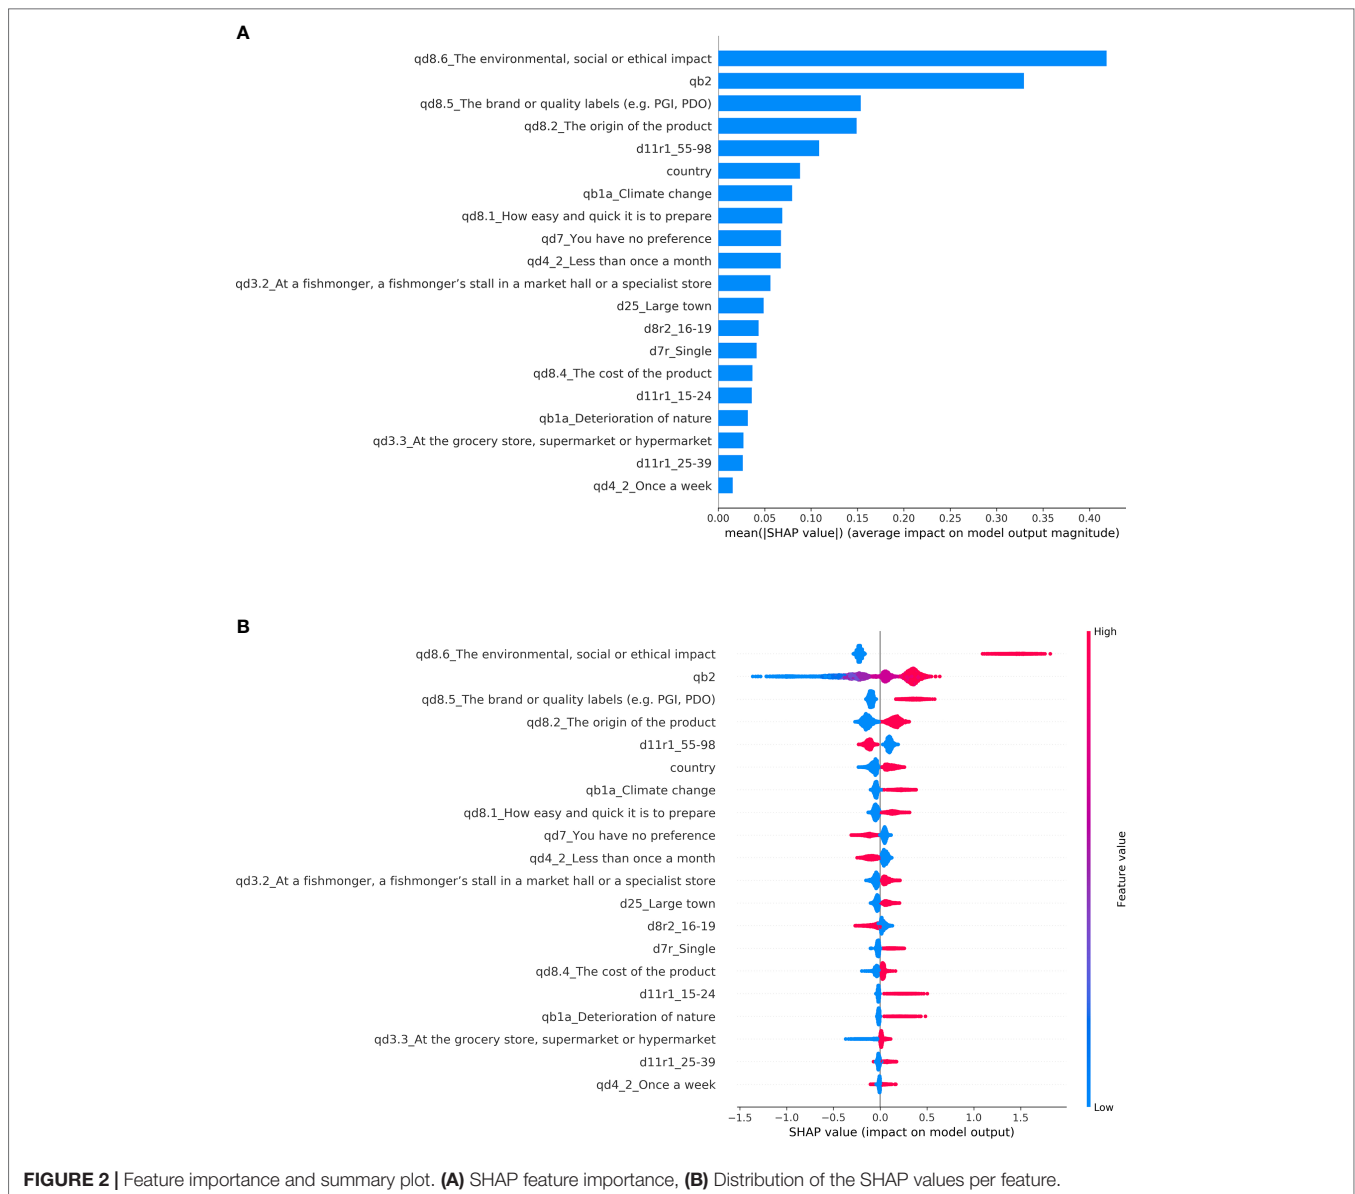 A
qd8.6_The environmental, social or ethical impact
qb2
qd8.5_The brand or quality labels (e.g. PGI, PDO)
qd8.2_The origin of the product
d11r1_55-98
country
qb1a_Climate change
qd8.1_How easy and quick it is to prepare
qd7_You have no preference
qd4_2_Less than once a month
qd3.2_At a fishmonger, a fishmonger’s stall in a market hall or a specialist store
d25_Large town
d8r2_16-19
d7r_Single
qd8.4_The cost of the product
d11r1_15-24
qb1a_Deterioration of nature
qd3.3_At the grocery store, supermarket or hypermarket
d11r1_25-39
qd4_2_Once a week
0.00 0.05 0.10 0.15 0.20 0.25 0.30 0.35 0.40
mean(|SHAP value|) (average impact on model output magnitude)
B
High
qd8.6_The environmental, social or ethical impact
qb2
qd8.5_The brand or quality labels (e.g. PGI, PDO)
qd8.2_The origin of the product
d11r1_55-98
country
qb1a_Climate change
qd8.1_How easy and quick it is to prepare
qd7_You have no preference
qd4_2_Less than once a month
qd3.2_At a fishmonger, a fishmonger’s stall in a market hall or a specialist store
d25_Large town
d8r2_16-19
d7r_Single
qd8.4_The cost of the product
d11r1_15-24
qb1a_Deterioration of nature
qd3.3_At the grocery store, supermarket or hypermarket
d11r1_25-39
qd4_2_Once a week
Feature value
Low
−1.5 −1.0 −0.5 0.0 0.5 1.0 1.5
SHAP value (impact on model output)
FIGURE 2 | Feature importance and summary plot. (A) SHAP feature importance, (B) Distribution of the SHAP values per feature.